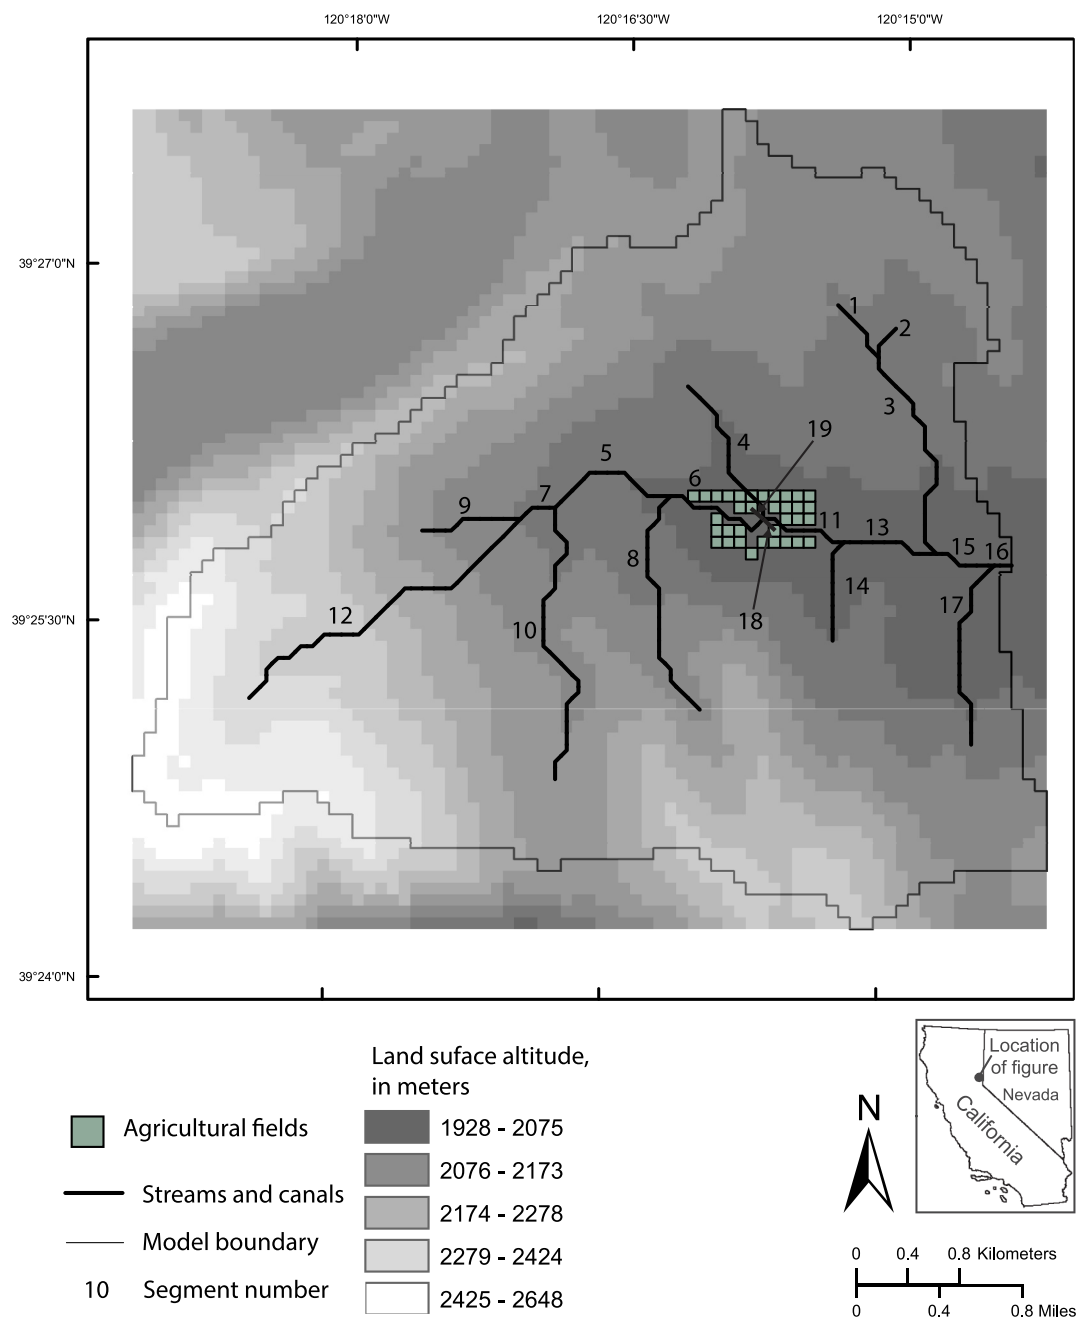 120°18'0"W
120°16'30"W
120°15'0"W
39°27'0"N
1
2
3
19
4
5
6
7
9
11
13
15
16
8
14
17
12
18
10
39°25'30"N
39°24'0"N
Land suface altitude,
in meters
Agricultural fields
Streams and canals
Model boundary
10 Segment number
1928 - 2075
2076 - 2173
2174 - 2278
2279 - 2424
2425 - 2648
N
Location
of figure
Nevada
California
0 0.4 0.8 Kilometers
0 0.4 0.8 Miles